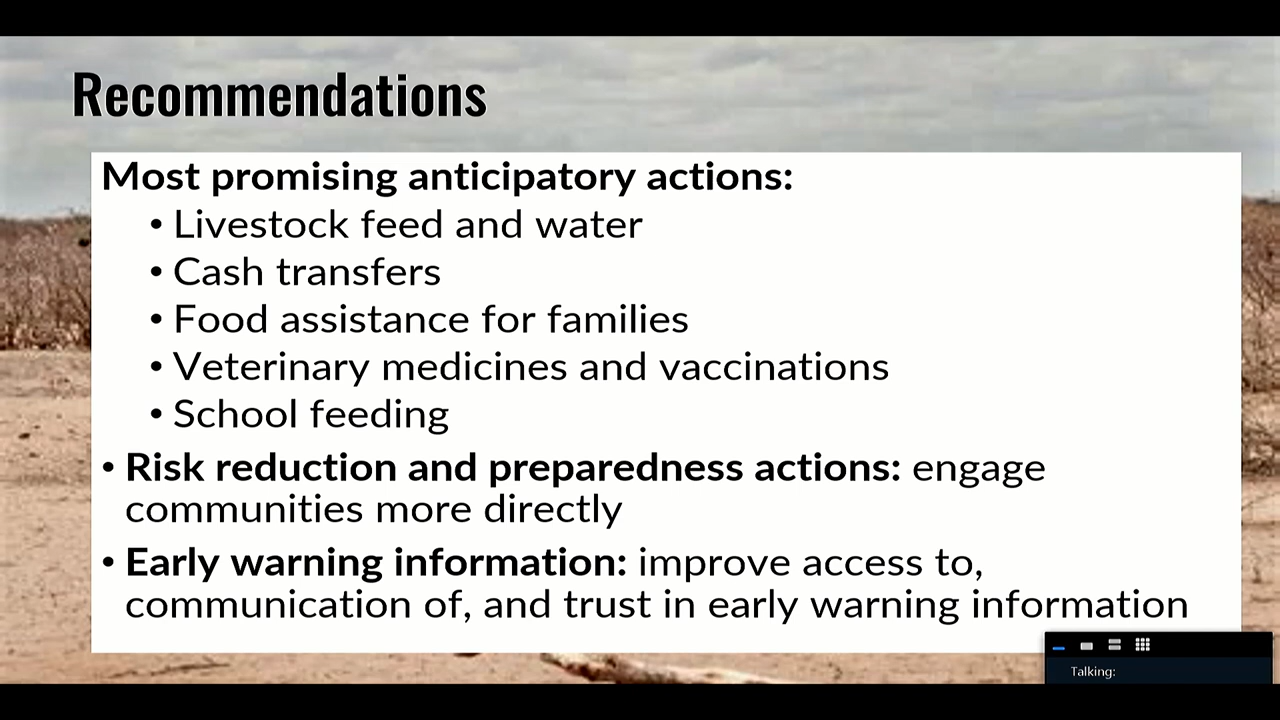 Recommendations
Most promising anticipatory actions:
• Livestock feed and water
• Cash transfers
• Food assistance for families
• Veterinary medicines and vaccinations
• School feeding
• Risk reduction and preparedness actions: engage
communities more directly
• Early warning information: improve access to,
communication of, and trust in early warning information
Talking: